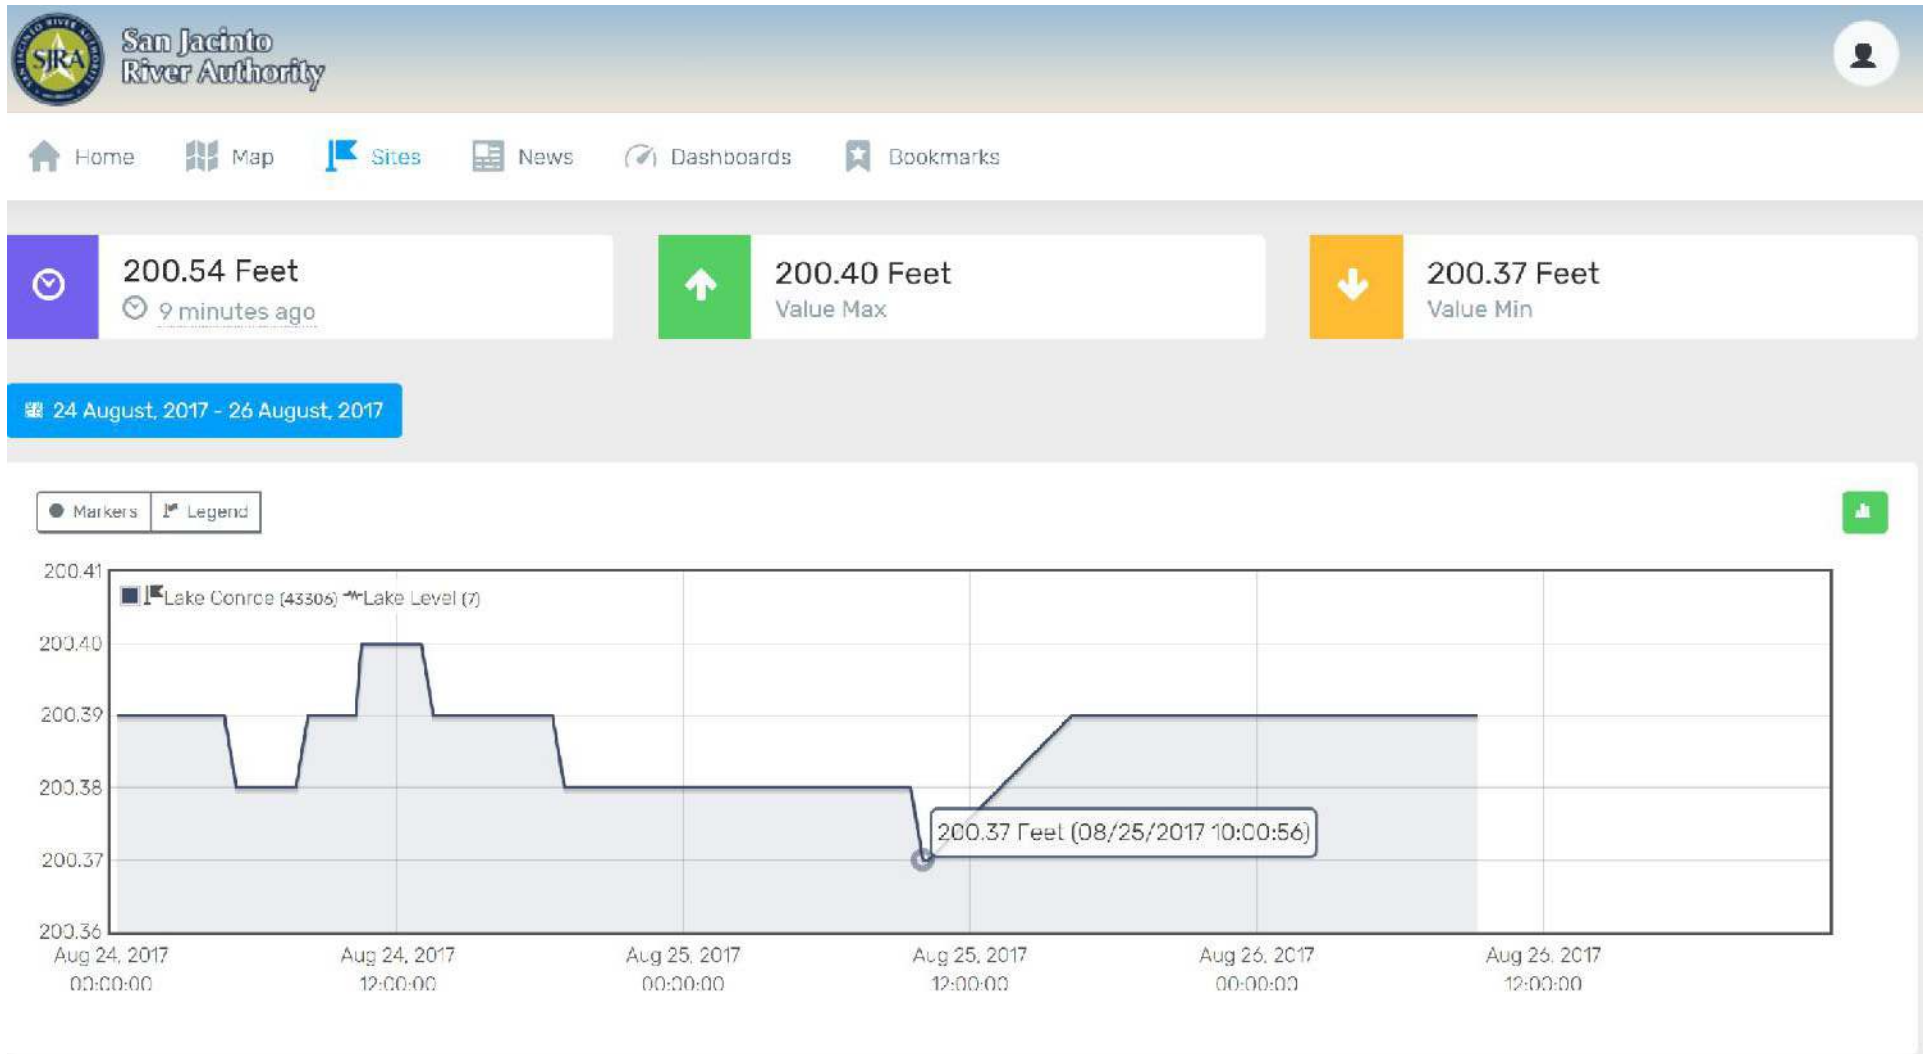 SJRA
San Jacinto
River Authority
Home Map Sites News Dashboards Bookmarks
200.54 Feet
9 minutes ago
200.40 Feet
Value Max
200.37 Feet
Value Min
24 August, 2017 - 26 August, 2017
Markers Legend
200.41
Lake Conroe (43306) Lake Level (7)
200.40
200.39
200.38
200.37 Feet (08/25/2017 10:00:56)
200.37
200.36
Aug 24, 2017 Aug 24, 2017 Aug 25, 2017 Aug 25, 2017 Aug 26, 2017 Aug 26, 2017
00:00:00 12:00:00 00:00:00 12:00:00 00:00:00 12:00:00